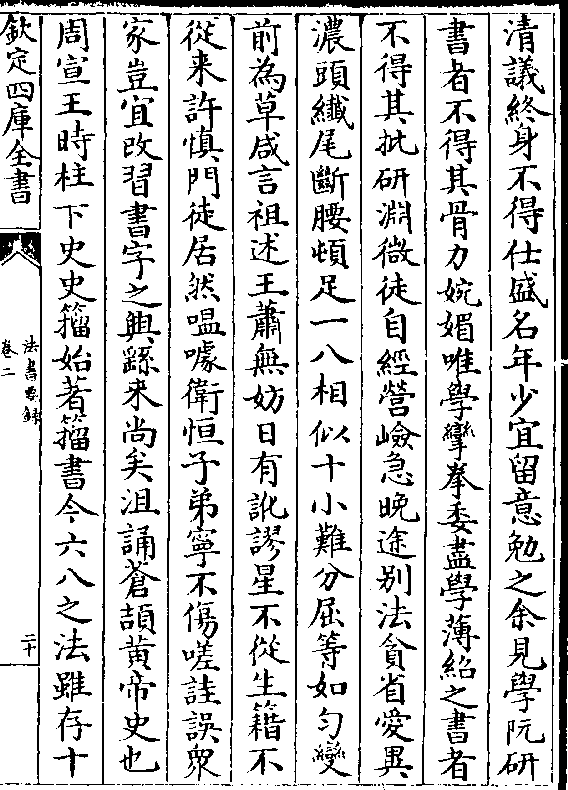 清議終身不得仕盛名年少宜留意勉之余見學阮研
書者不得其骨力婉媚唯學攣拳委盡學薄紹之書者
不得其批研淵微徒自經營嶮急晚途别法貧省愛異
濃頭纖尾斷腰頓足一八相似十小難分屈等如匀變
前為草咸言祖述王蕭無妨日有訛謬星不從生籍不
從来許慎門徒居然嗢噱衛恒子弟寧不傷嗟詿誤衆
家豈宜改習書字之興繇来尚矣沮誦蒼頡黄帝史也
周宣王時柱下史史籀始著籀書今六八之法雖存十
欽定四庫全書
法書要録
卷二
二十